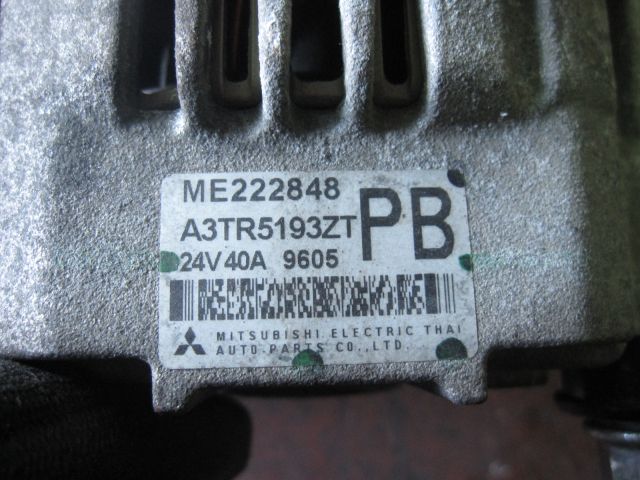 ME222848
A3TR5193ZT PB
24V 40A 9605
MITSUBISHI ELECTRIC THAI
AUTO.PARTS CO.,LTD.